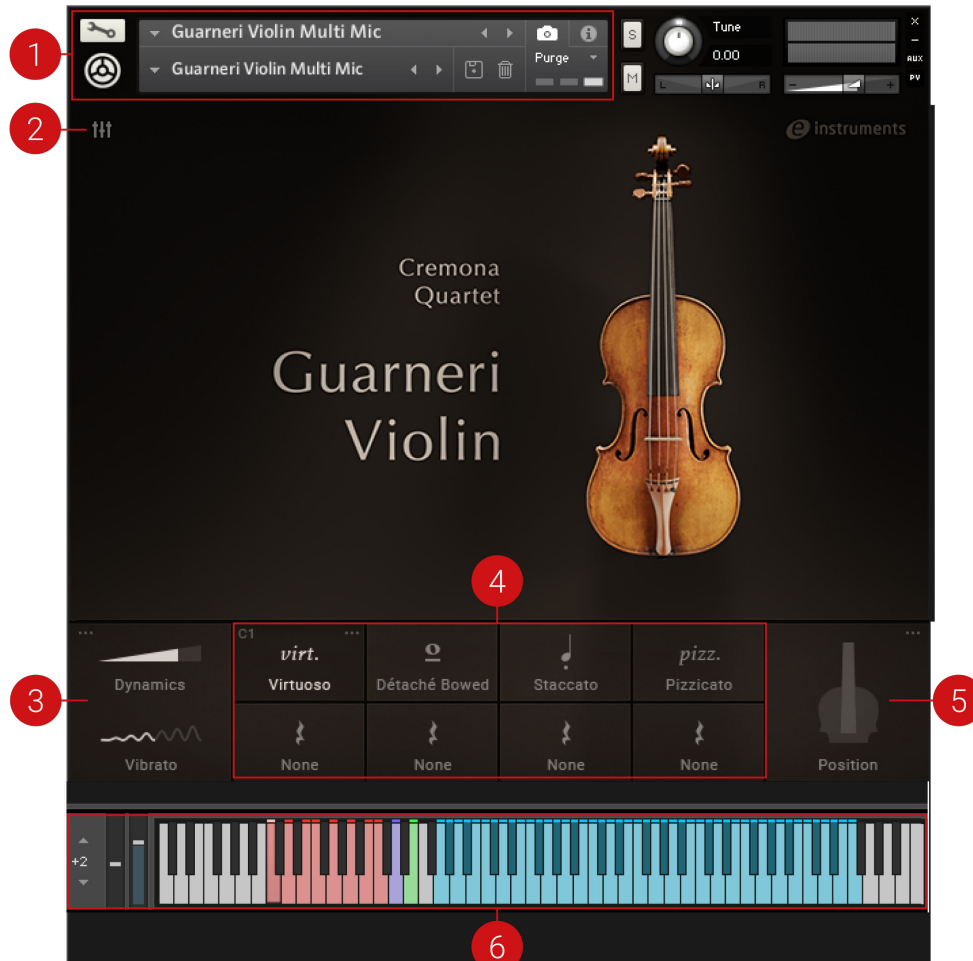 1
Guarneri Violin Multi Mic
Guarneri Violin Multi Mic
Purge
S
M
Tune
0.00
L
R
-
+
×
-
AUX
PV
2
e instruments
Cremona
Quartet
Guarneri
Violin
4
3
Dynamics
Vibrato
C1
virt.
Virtuoso
Détaché Bowed
Staccato
pizz.
Pizzicato
None
None
None
None
Position
5
+2
6